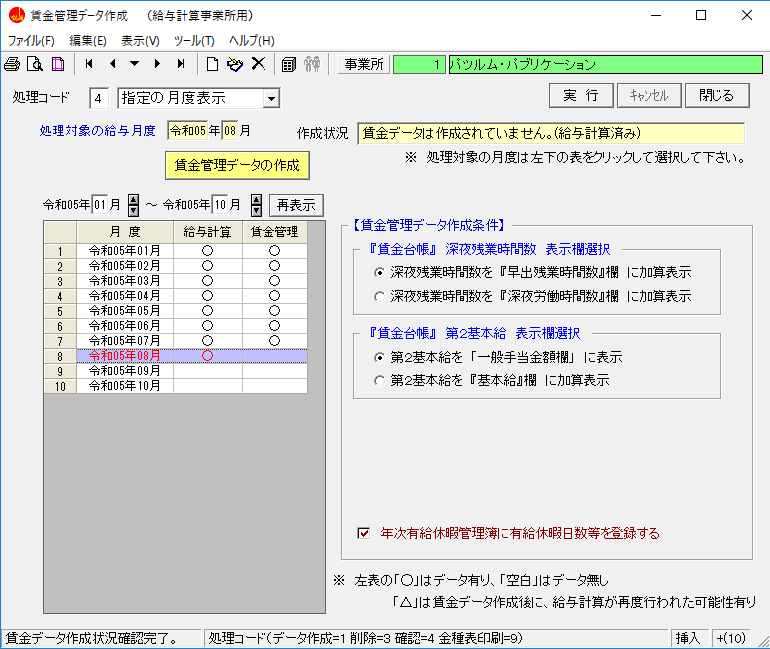 賃金管理データ作成　（給与計算事業所用）
ファイル(F)　編集(E)　表示(V)　ツール(T)　ヘルプ(H)
事業所　1　パツルム・パブリケーション
処理コード　4　指定の月度表示　実　行　キャンセル　閉じる
処理対象の給与月度　令和05年08月　作成状況　賃金データは作成されていません。(給与計算済み)
※　処理対象の月度は左下の表をクリックして選択して下さい。
賃金管理データの作成
令和05年01月　～　令和05年10月　再表示
月　度　給与計算　賃金管理
1　令和05年01月　○　○
2　令和05年02月　○　○
3　令和05年03月　○　○
4　令和05年04月　○　○
5　令和05年05月　○　○
6　令和05年06月　○　○
7　令和05年07月　○　○
8　令和05年08月　○
9　令和05年09月
10　令和05年10月
【賃金管理データ作成条件】
『賃金台帳』 深夜残業時間数　表示欄選択
深夜残業時間数を『早出残業時間数』欄　に加算表示
深夜残業時間数を『深夜労働時間数』欄　に加算表示
『賃金台帳』 第２基本給　表示欄選択
第２基本給を「一般手当金額欄」に表示
第２基本給を『基本給』欄　に加算表示
年次有給休暇管理簿に有給休暇日数等を登録する
※　左表の「○」はデータ有り、「空白」はデータ無し
「△」は賃金データ作成後に、給与計算が再度行われた可能性有り
賃金データ作成状況確認完了。　処理コード(データ作成=1 削除=3 確認=4 金種表印刷=9)　挿入　+(10)